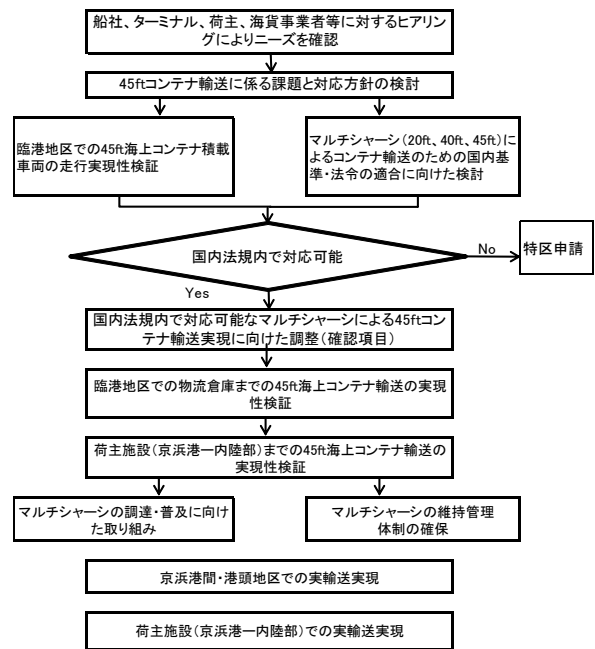 船社、ターミナル、荷主、海貨事業者等に対するヒアリン
グによりニーズを確認
45ftコンテナ輸送に係る課題と対応方針の検討
臨港地区での45ft海上コンテナ積載
車両の走行実現性検証
マルチシャーシ(20ft、40ft、45ft)に
よるコンテナ輸送のための国内基
準・法令の適合に向けた検討
国内法規内で対応可能
No
特区申請
Yes
国内法規内で対応可能なマルチシャーシによる45ftコン
テナ輸送実現に向けた調整(確認項目)
臨港地区での物流倉庫までの45ft海上コンテナ輸送の実現
性検証
荷主施設(京浜港ー内陸部)までの45ft海上コンテナ輸送の
実現性検証
マルチシャーシの調達・普及に向け
た取り組み
マルチシャーシの維持管理
体制の確保
京浜港間・港頭地区での実輸送実現
荷主施設(京浜港ー内陸部)での実輸送実現